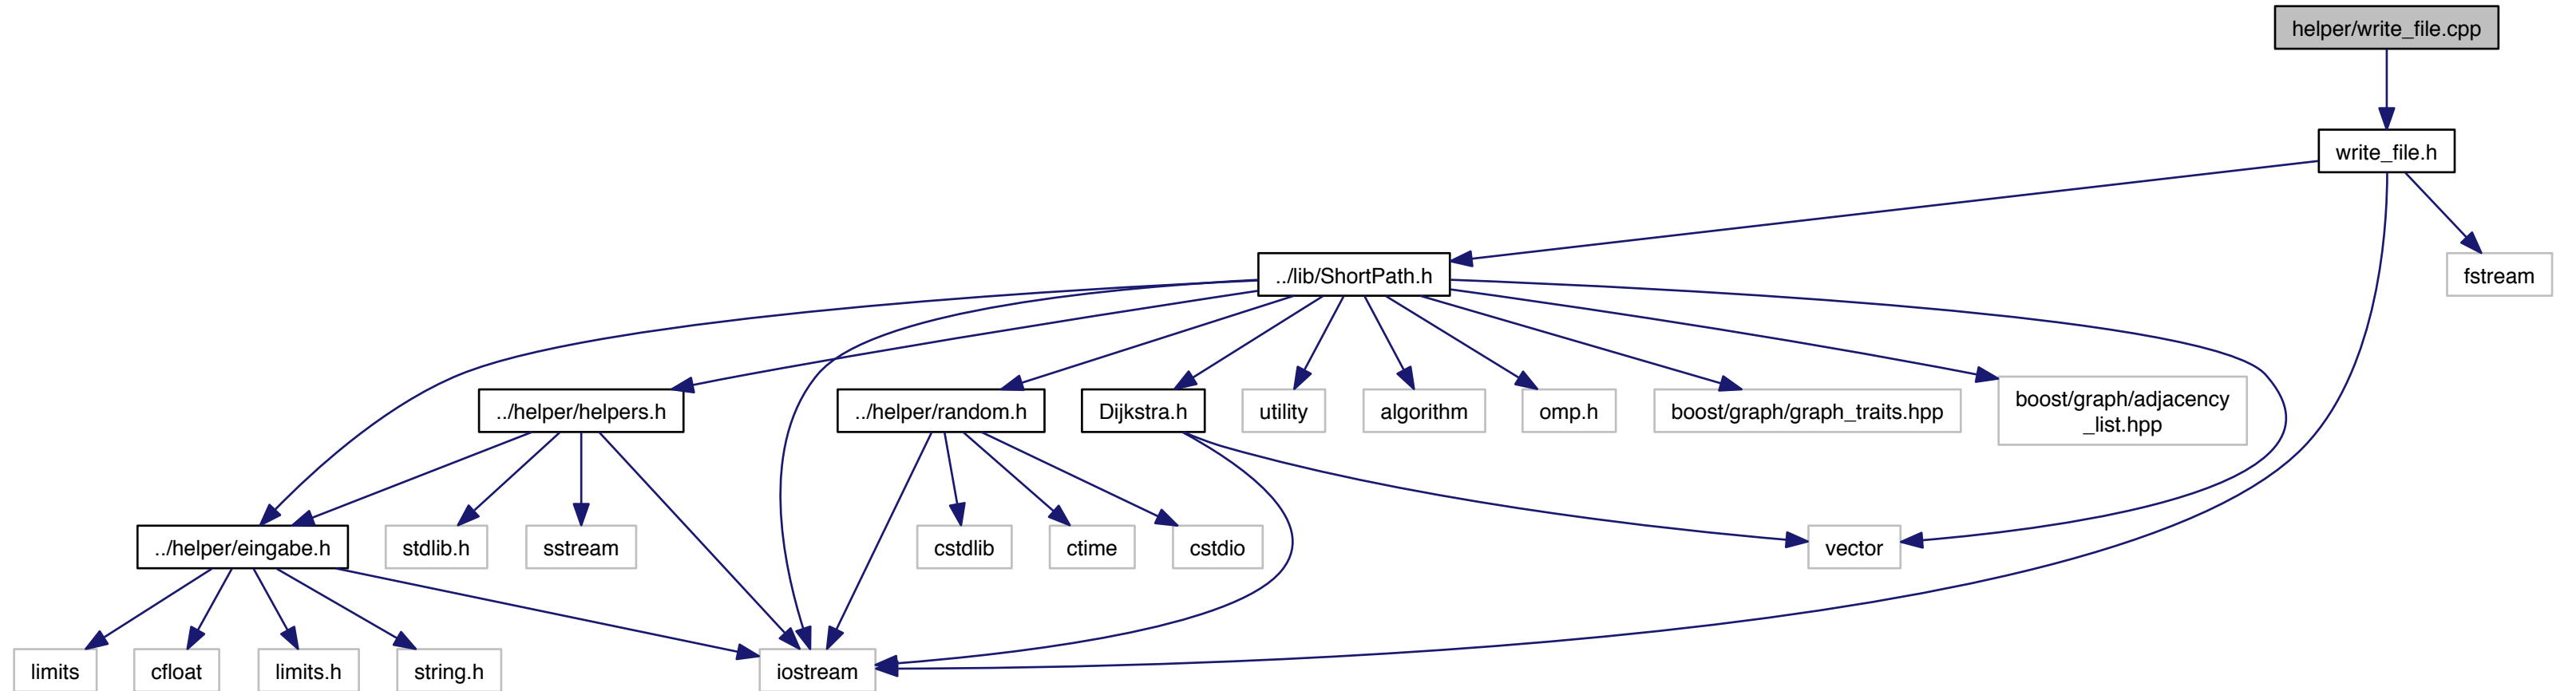 helper/write_file.cpp
write_file.h
../lib/ShortPath.h
fstream
../helper/helpers.h
../helper/random.h
Dijkstra.h
utility
algorithm
omp.h
boost/graph/graph_traits.hpp
boost/graph/adjacency
_list.hpp
../helper/eingabe.h
stdlib.h
sstream
cstdlib
ctime
cstdio
vector
limits
cfloat
limits.h
string.h
iostream